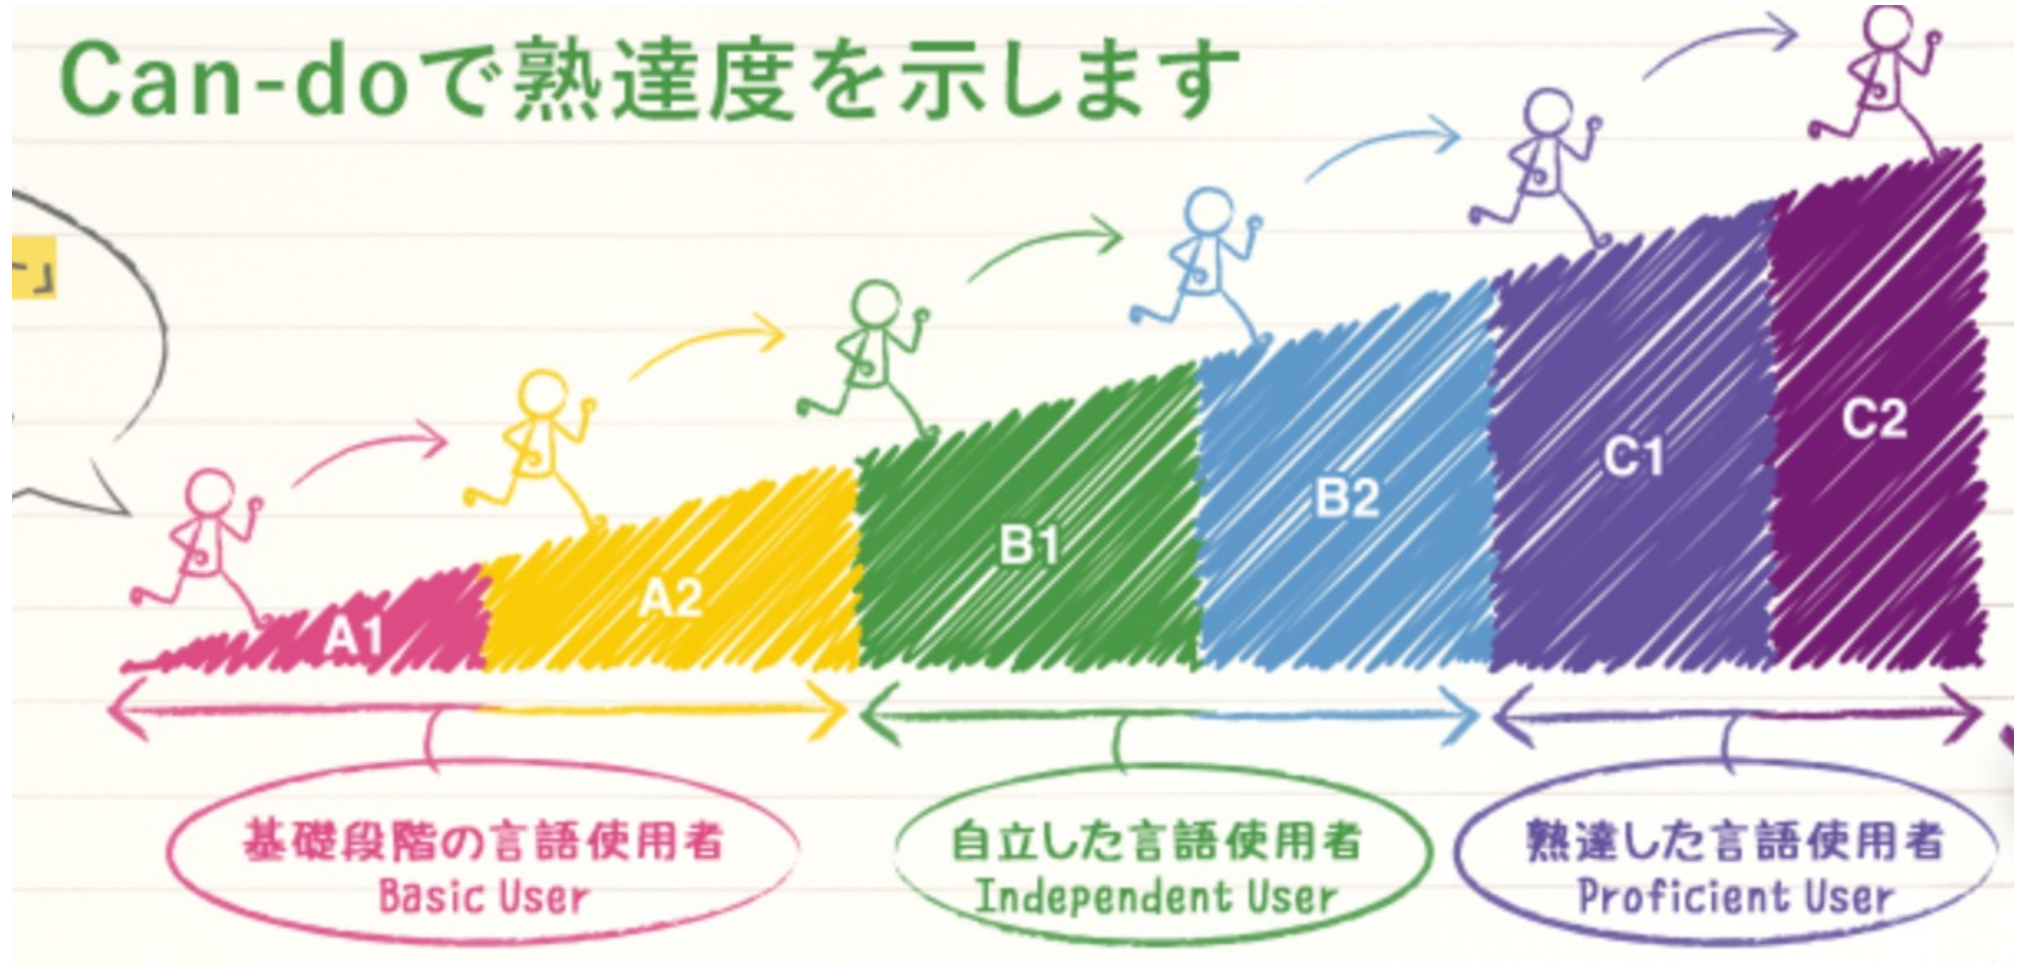 Can-doで熟達度を示します
」
A1
A2
B1
B2
C1
C2
基礎段階の言語使用者
Basic User
自立した言語使用者
Independent User
熟達した言語使用者
Proficient User